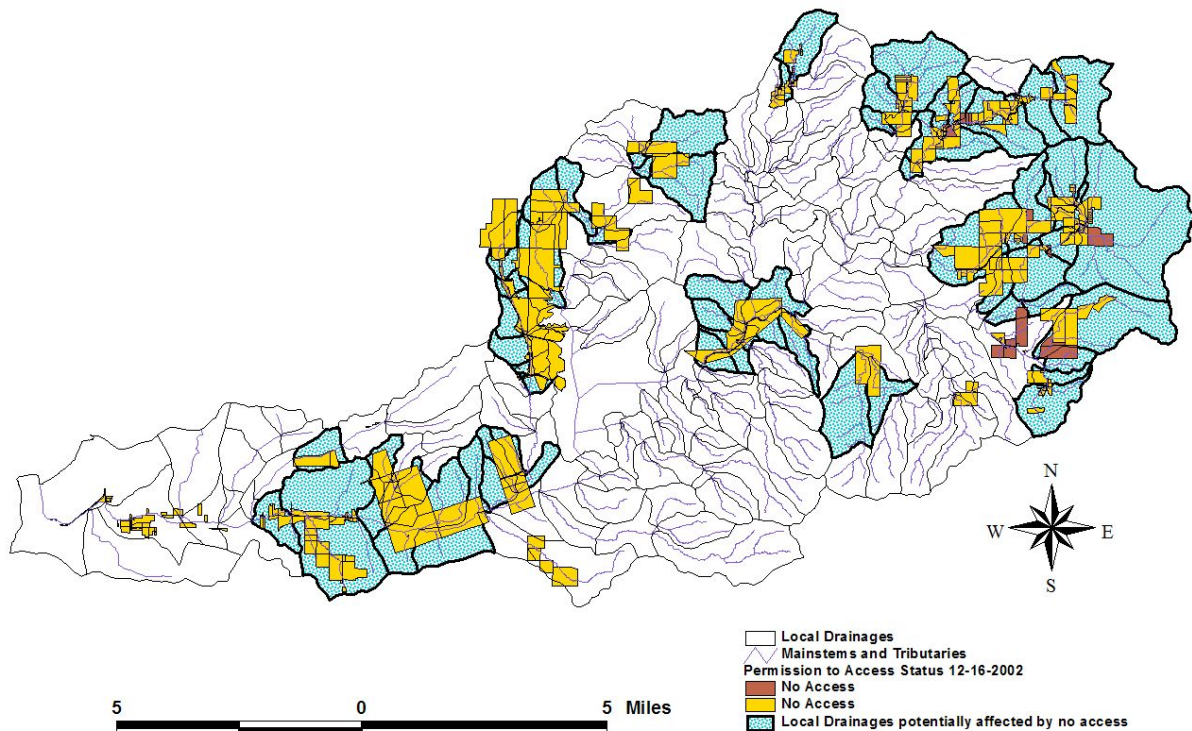 N
W E
S
Local Drainages
Mainstems and Tributaries
Permission to Access Status 12-16-2002
No Access
No Access
Local Drainages potentially affected by no access
5 0 5 Miles